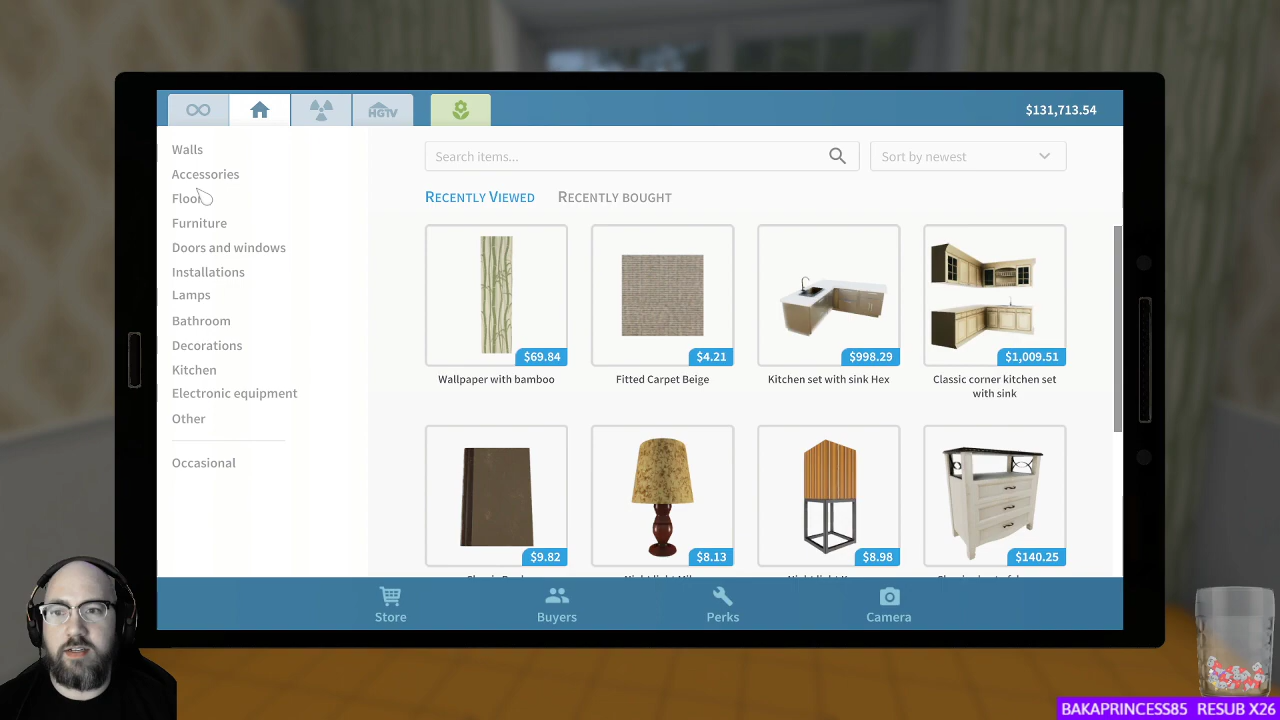 HGTV
$131,713.54
Walls
Accessories
Floor
Furniture
Doors and windows
Installations
Lamps
Bathroom
Decorations
Kitchen
Electronic equipment
Other
Occasional
Search items...
Sort by newest
RECENTLY VIEWED
RECENTLY BOUGHT
$69.84
Wallpaper with bamboo
$4.21
Fitted Carpet Beige
$998.29
Kitchen set with sink Hex
$1,009.51
Classic corner kitchen set
with sink
$9.82
$8.13
$8.98
$140.25
Store
Buyers
Perks
Camera
BAKAPRINCESS85 RESUB X26